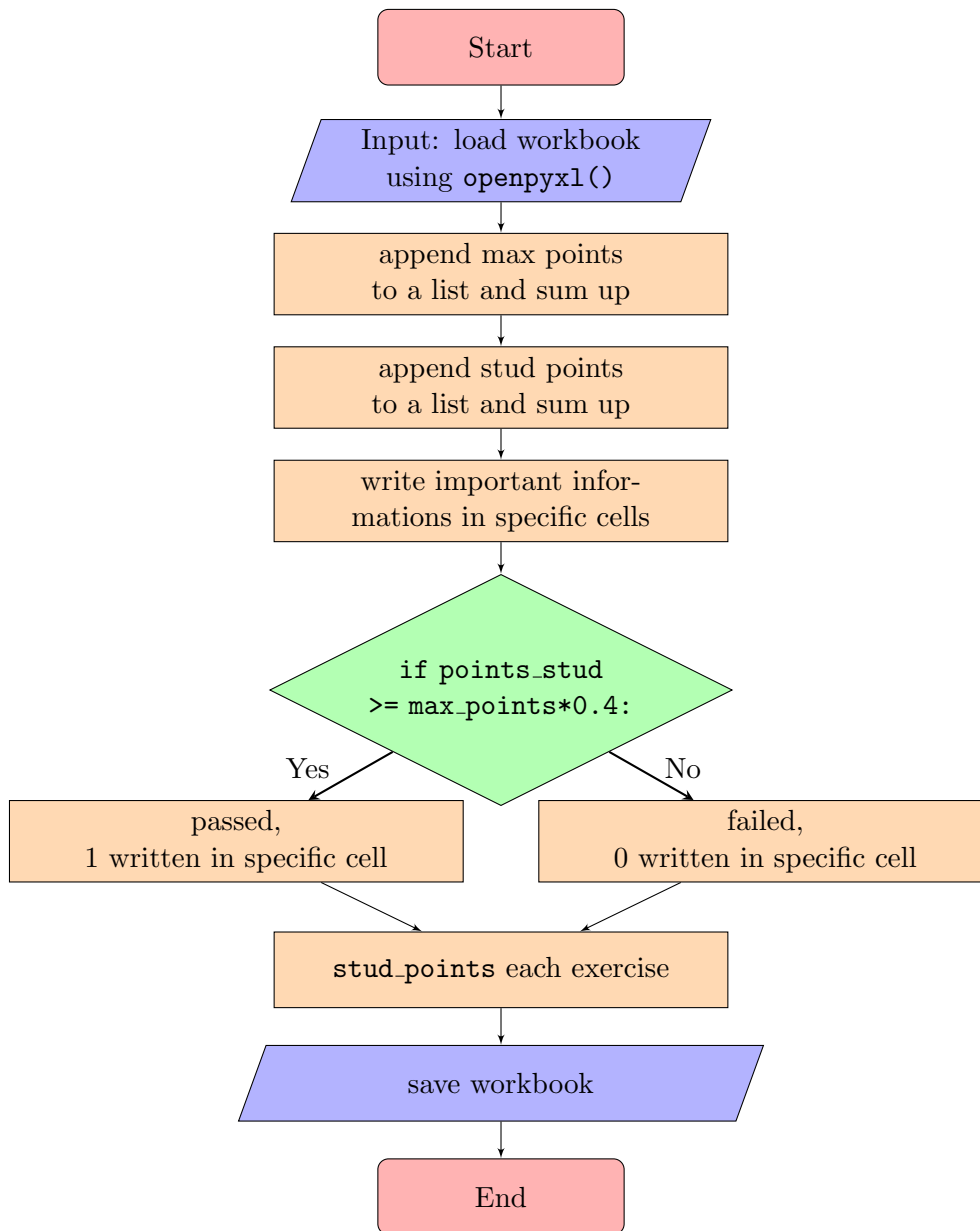 Start
Input: load workbook
using openpyxl()
append max points
to a list and sum up
append stud points
to a list and sum up
write important infor-
mations in specific cells
if points_stud
>= max_points*0.4:
Yes
No
passed,
1 written in specific cell
failed,
0 written in specific cell
stud_points each exercise
save workbook
End